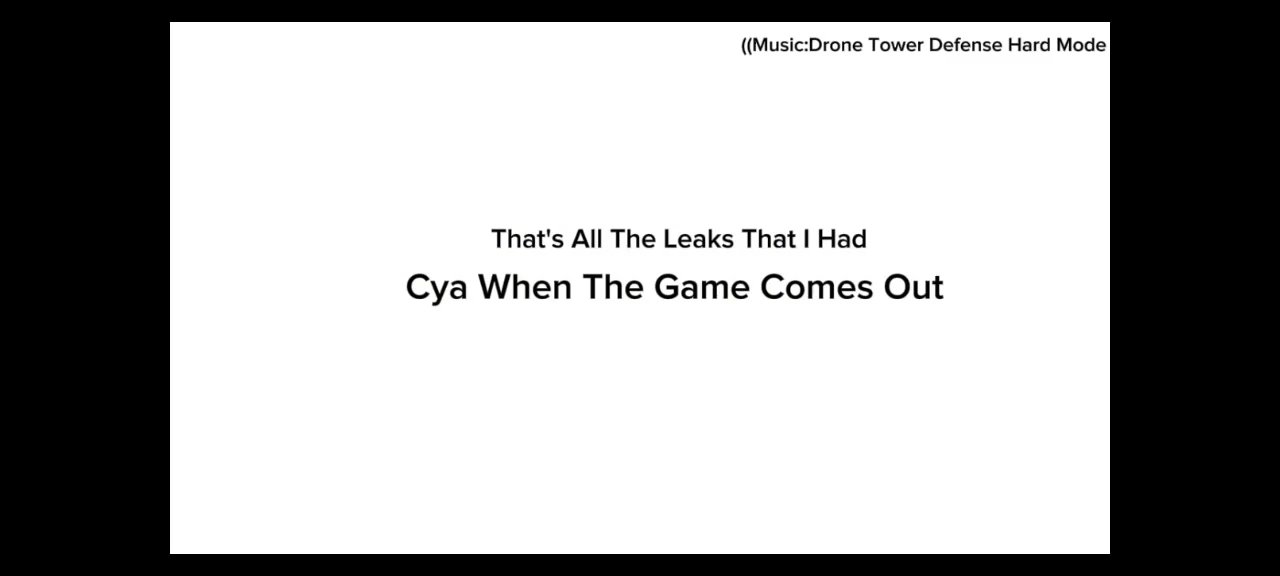 ((Music:Drone Tower Defense Hard Mode
That's All The Leaks That I Had
Cya When The Game Comes Out